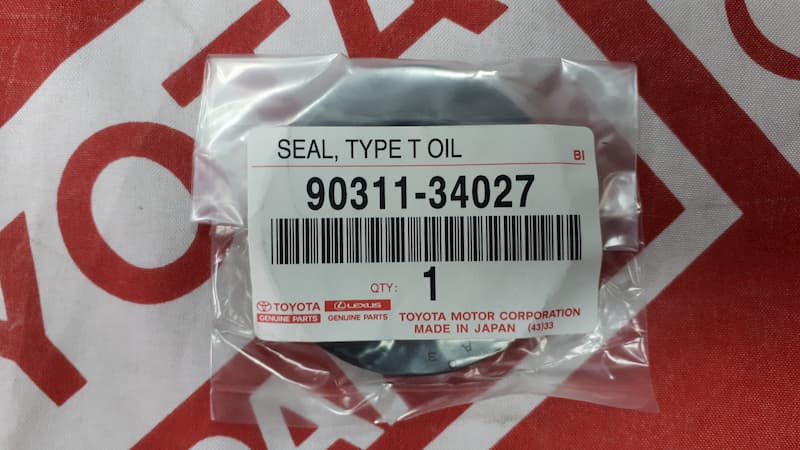 SEAL, TYPE T OIL
BI
90311-34027
QTY: 1
TOYOTA
GENUINE PARTS
LEXUS
GENUINE PARTS
TOYOTA MOTOR CORPORATION
MADE IN JAPAN (43)33